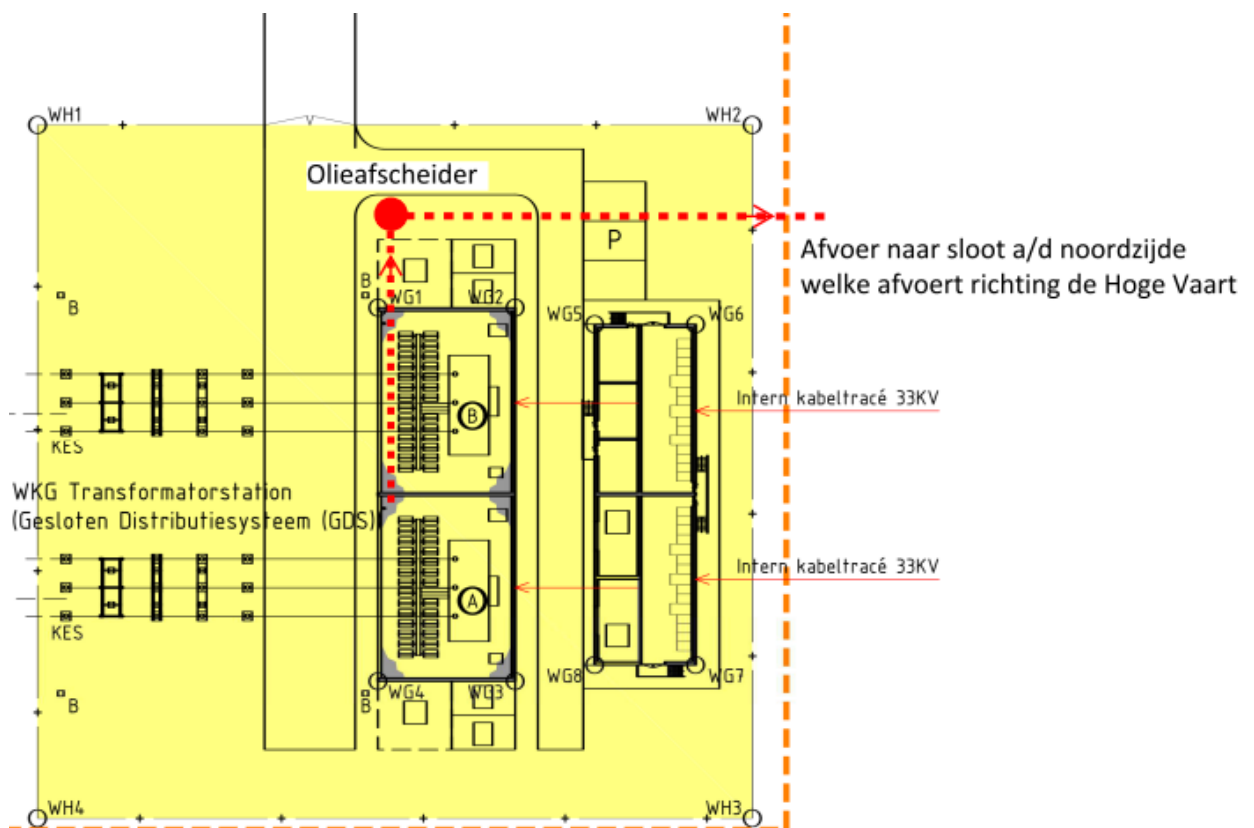 WH1
WH2
Olieafscheider
P
Afvoer naar sloot a/d noordzijde
welke afvoert richting de Hoge Vaart
B
B
WG1
WG2
WG5
WG6
Intern kabeltracé 33KV
B
KES
WKG Transformatorstation
(Gesloten Distributiesysteem (GDS))
Intern kabeltracé 33KV
A
KES
WG8
WG7
B
B
WG4
WG3
WH4
WH3